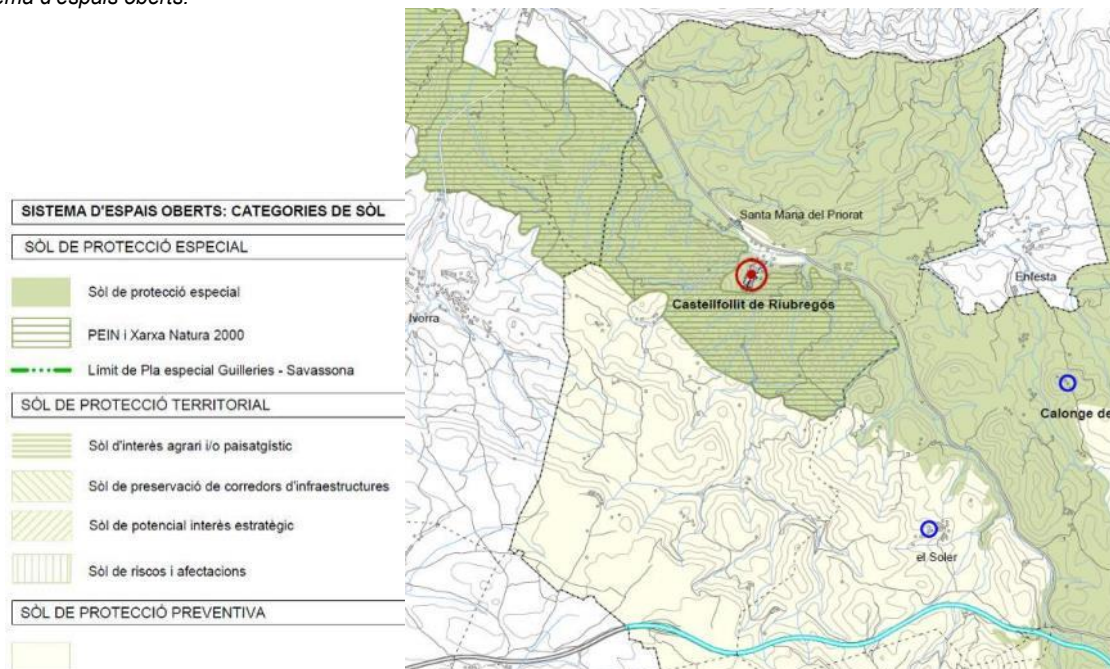 ema d'espais oberts.
SISTEMA D'ESPAIS OBERTS: CATEGORIES DE SÒL
SÒL DE PROTECCIÓ ESPECIAL
Sòl de protecció especial
PEIN i Xarxa Natura 2000
Límit de Pla especial Guilleries - Savassona
SÒL DE PROTECCIÓ TERRITORIAL
Sòl d'interès agrari i/o paisatgístic
Sòl de preservació de corredors d'infraestructures
Sòl de potencial interès estratègic
Sòl de riscos i afectacions
SÒL DE PROTECCIÓ PREVENTIVA
Santa Maria del Priorat
Enfesta
Castellfollit de Riubregós
Ivorra
Calonge de
el Soler